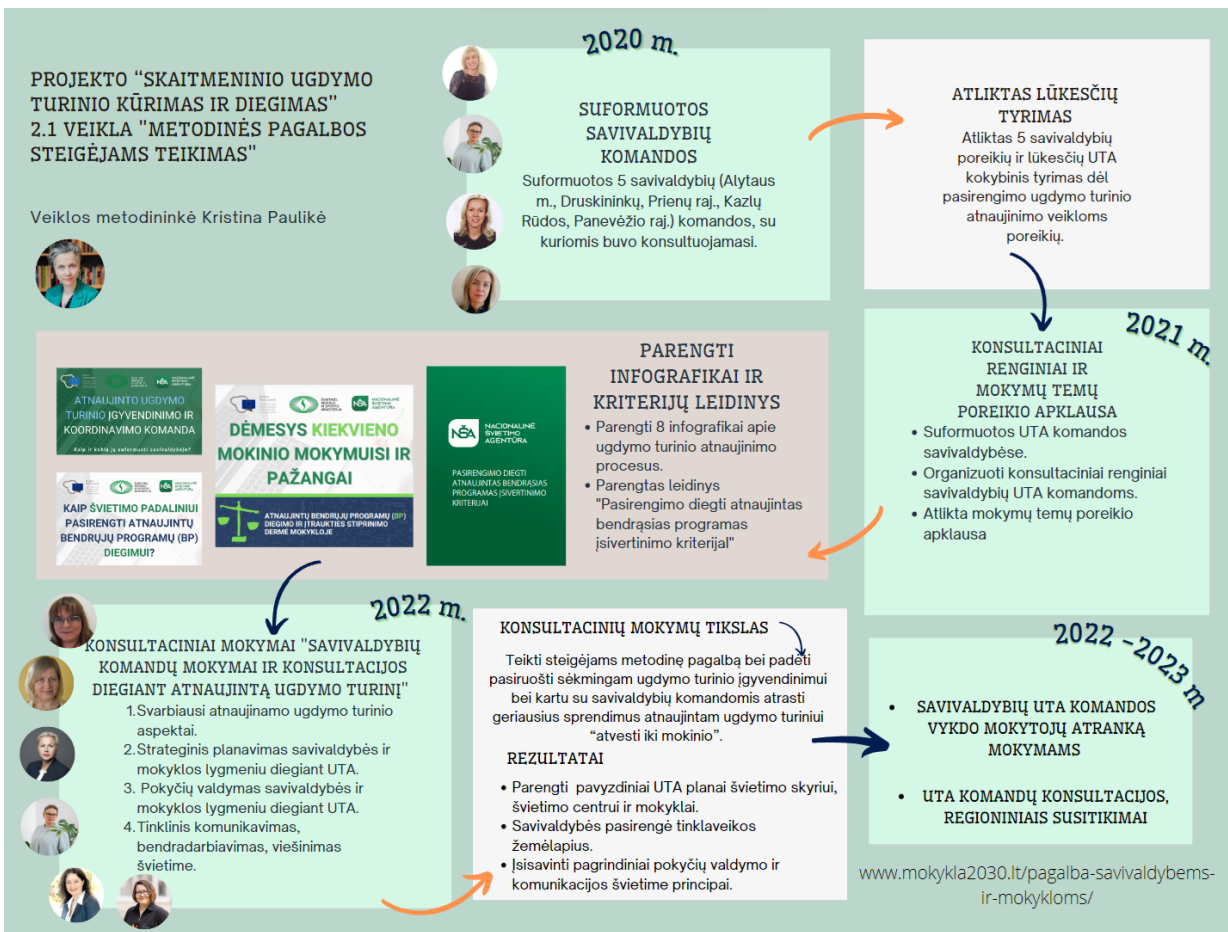 PROJEKTO "SKAITMENINIO UGDYMO
TURINIO KŪRIMAS IR DIEGIMAS"
2.1 VEIKLA "METODINĖS PAGALBOS
STEIGĖJAMS TEIKIMAS"
Veiklos metodininkė Kristina Paulikė
2020 m.
SUFORMUOTOS
SAVIVALDYBIŲ
KOMANDOS
Suformuotos 5 savivaldybių (Alytaus
m., Druskininkų, Prienų raj., Kazlų
Rūdos, Panevėžio raj.) komandos, su
kuriomis buvo konsultuojamasi.
ATLIKTAS LŪKESČIŲ
TYRIMAS
Atliktas 5 savivaldybių
poreikių ir lūkesčių UTA
kokybinis tyrimas dėl
pasirengimo ugdymo turinio
atnaujinimo veikloms
poreikių.
2021 m.
KONSULTACINIAI
RENGINIAI IR
MOKYMŲ TEMŲ
POREIKIO APKLAUSA
• Suformuotos UTA komandos
savivaldybėse.
• Organizuoti konsultaciniai renginiai
savivaldybių UTA komandoms.
• Atlikta mokymų temų poreikio
apklausa
ATNAUJINTO UGDYMO
TURINIO ĮGYVENDINIMO IR
KOORDINAVIMO KOMANDA
Kaip ir kokią ją suformuoti savivaldybėje?
KAIP ŠVIETIMO PADALINIUI
PASIRENGTI ATNAUJINTŲ
BENDRŲJŲ PROGRAMŲ (BP)
DIEGIMUI?
NŠA NACIONALINĖ
ŠVIETIMO
AGENTŪRA
DĖMESYS KIEKVIENO
MOKINIO MOKYMUISI IR
PAŽANGAI
ATNAUJINTŲ BENDRŲJŲ PROGRAMŲ (BP)
DIEGIMO IR ĮTRAUKTIES STIPRINIMO
DERMĖ MOKYKLOJE
NŠA NACIONALINĖ
ŠVIETIMO
AGENTŪRA
PASIRENGIMO DIEGTI
ATNAUJINTAS BENDRĄSIAS
PROGRAMAS ĮSIVERTINIMO
KRITERIJAI
PARENGTI
INFOGRAFIKAI IR
KRITERIJŲ LEIDINYS
• Parengti 8 infografikai apie
ugdymo turinio atnaujinimo
procesus.
• Parengtas leidinys
"Pasirengimo diegti atnaujintas
bendrąsias programas
įsivertinimo kriterijaI"
2022 m.
KONSULTACINIAI MOKYMAI "SAVIVALDYBIŲ
KOMANDŲ MOKYMAI IR KONSULTACIJOS
DIEGIANT ATNAUJINTĄ UGDYMO TURINĮ"
1.Svarbiausi atnaujinamo ugdymo turinio
aspektai.
2.Strateginis planavimas savivaldybės ir
mokyklos lygmeniu diegiant UTA.
3. Pokyčių valdymas savivaldybės ir
mokyklos lygmeniu diegiant UTA.
4.Tinklinis komunikavimas,
bendradarbiavimas, viešinimas
švietime.
KONSULTACINIŲ MOKYMŲ TIKSLAS
Teikti steigėjams metodinę pagalbą bei padėti
pasiruošti sėkmingam ugdymo turinio įgyvendinimui
bei kartu su savivaldybių komandomis atrasti
geriausius sprendimus atnaujintam ugdymo turiniui
“atvesti iki mokinio”.
REZULTATAI
• Parengti pavyzdiniai UTA planai švietimo skyriui,
švietimo centrui ir mokyklai.
• Savivaldybės pasirengė tinklaveikos
žemėlapius.
• Įsisavinti pagrindiniai pokyčių valdymo ir
komunikacijos švietime principai.
2022 -2023 m
• SAVIVALDYBIŲ UTA KOMANDOS
VYKDO MOKYTOJŲ ATRANKĄ
MOKYMAMS
• UTA KOMANDŲ KONSULTACIJOS,
REGIONINIAIS SUSITIKIMAI
www.mokykla2030.lt/pagalba-savivaldybems-
ir-mokykloms/